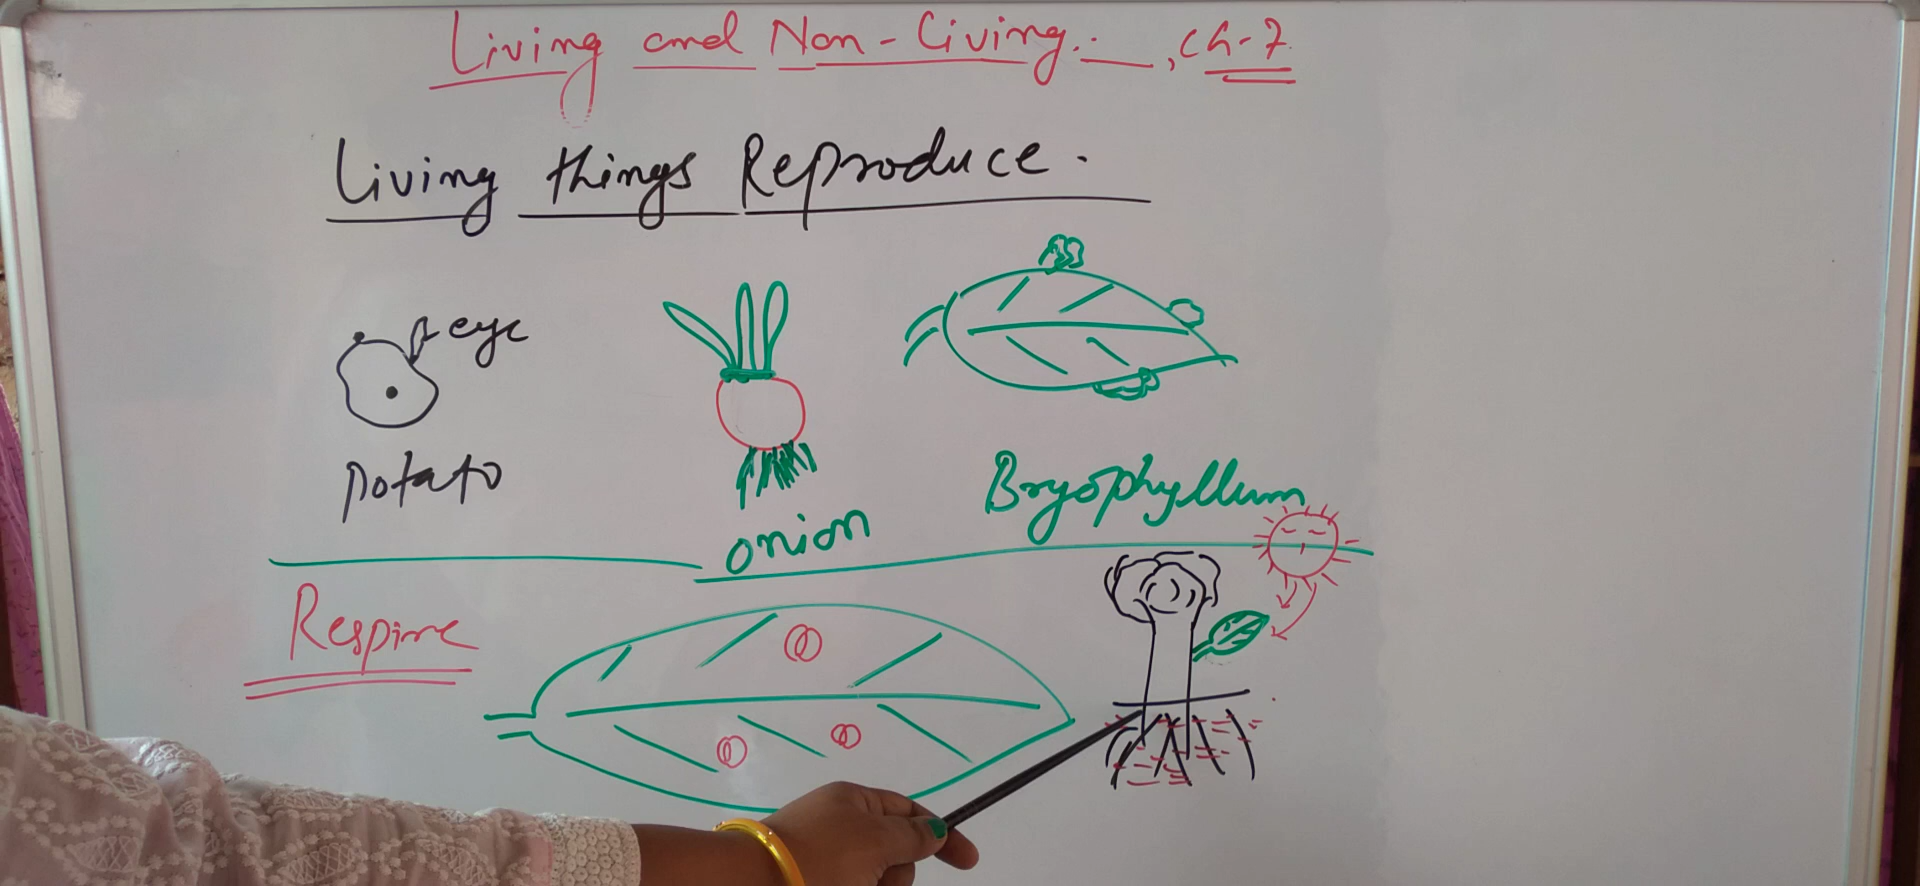 Living and Non-Living.. , Ch-7.
Living things Reproduce.
eye
Potato
onion
Bryophyllum
Respire